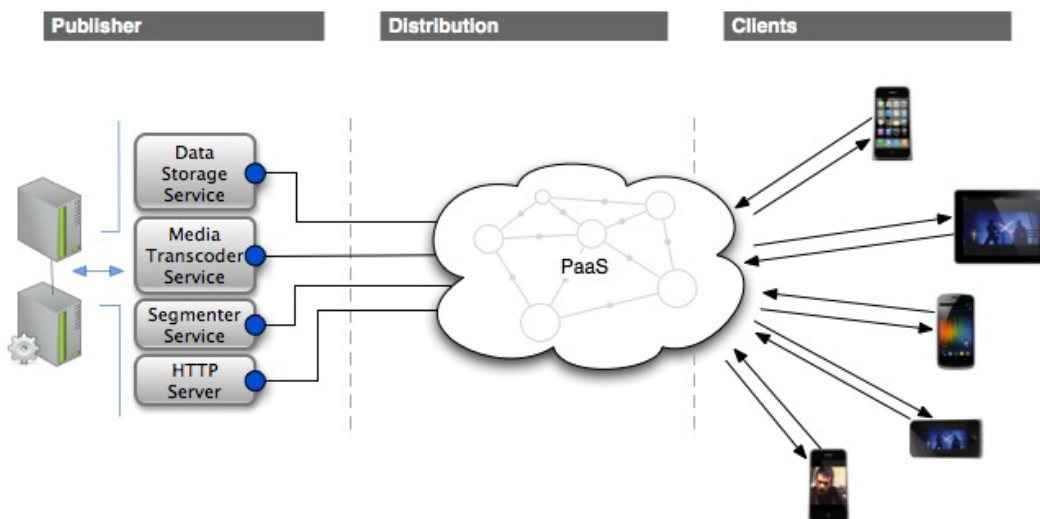 Publisher
Distribution
Clients
Data
Storage
Service
Media
Transcoder
Service
Segmenter
Service
HTTP
Server
PaaS